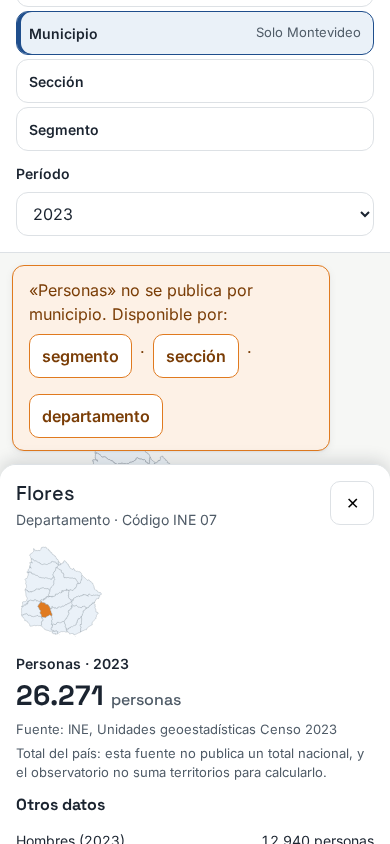 Municipio Solo Montevideo
Sección
Segmento
Período
2023
«Personas» no se publica por
municipio. Disponible por:
segmento · sección ·
departamento
Flores
Departamento · Código INE 07
×
Personas · 2023
26.271 personas
Fuente: INE, Unidades geoestadísticas Censo 2023
Total del país: esta fuente no publica un total nacional, y
el observatorio no suma territorios para calcularlo.
Otros datos
Hombres (2023) 12.940 personas